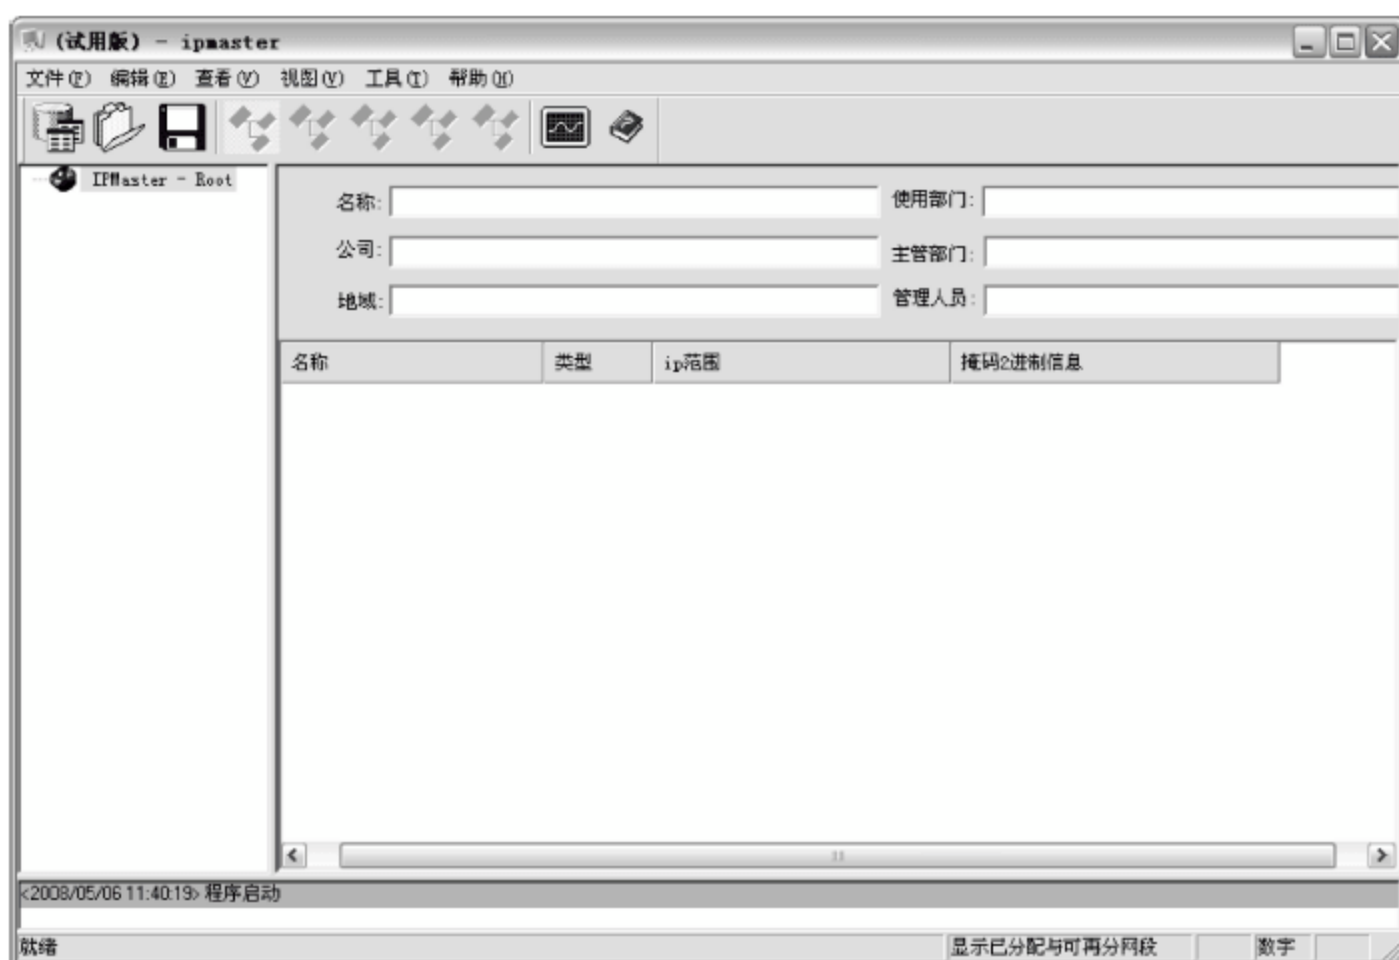 (试用版) - ipmaster
文件(F) 编辑(E) 查看(V) 视图(V) 工具(T) 帮助(H)
IPMaster - Root
名称: 使用部门:
公司: 主管部门:
地域: 管理人员:
名称 类型 ip范围 掩码2进制信息
<2008/05/06 11:40:19> 程序启动
就绪 显示已分配与可再分网段 数字